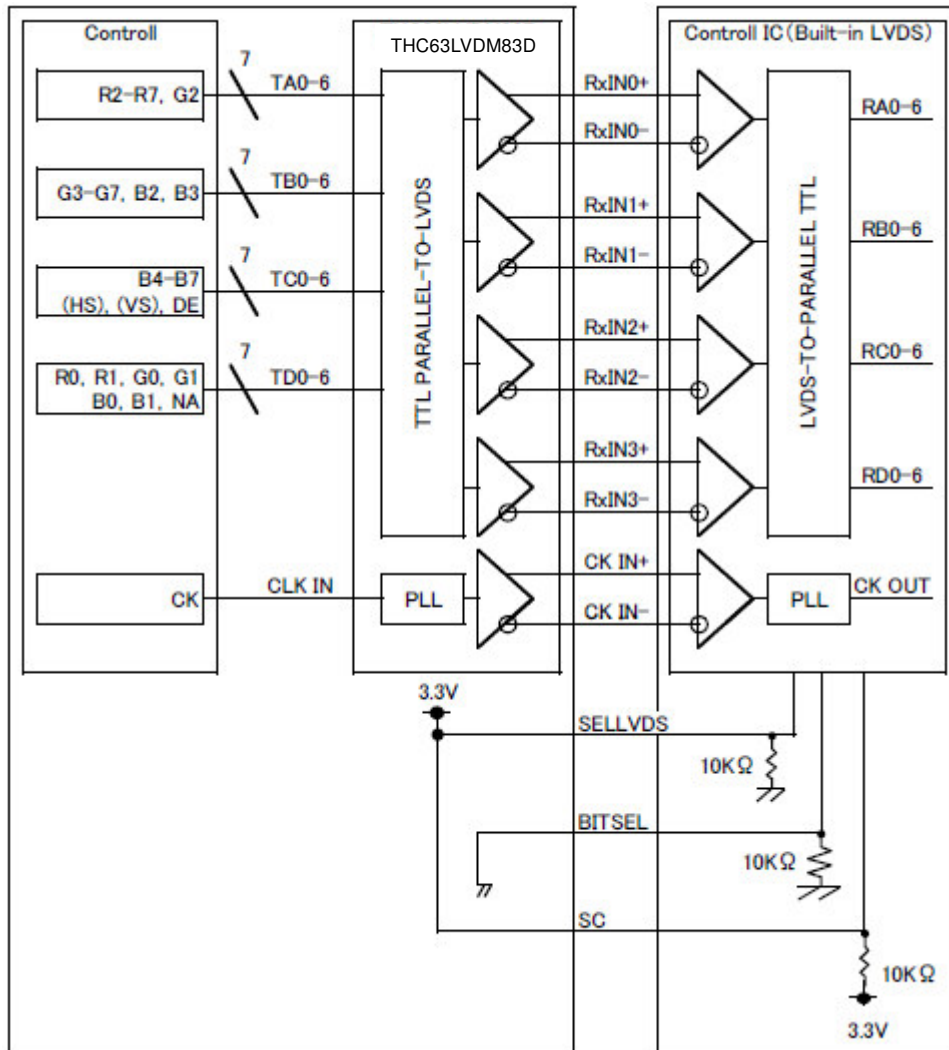 Controll
THC63LVDM83D
Controll IC(Built-in LVDS)
R2-R7, G2
7
TA0-6
G3-G7, B2, B3
7
TB0-6
B4-B7
(HS), (VS), DE
7
TC0-6
R0, R1, G0, G1
B0, B1, NA
7
TD0-6
CK
CLK IN
TTL PARALLEL-TO-LVDS
PLL
RxIN0+
RxIN0-
RxIN1+
RxIN1-
RxIN2+
RxIN2-
RxIN3+
RxIN3-
CK IN+
CK IN-
LVDS-TO-PARALLEL TTL
PLL
RA0-6
RB0-6
RC0-6
RD0-6
CK OUT
3.3V
SELLVDS
10KΩ
BITSEL
10KΩ
SC
10KΩ
3.3V